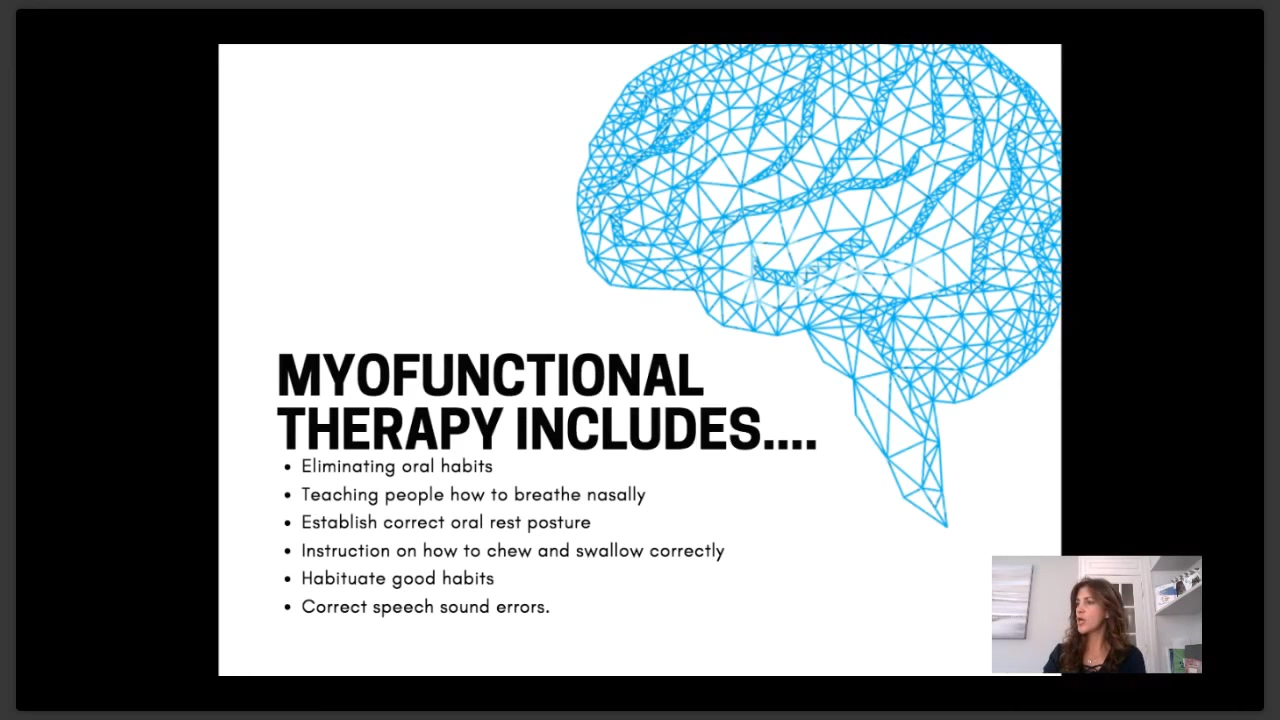 MYOFUNCTIONAL
THERAPY INCLUDES....
• Eliminating oral habits
• Teaching people how to breathe nasally
• Establish correct oral rest posture
• Instruction on how to chew and swallow correctly
• Habituate good habits
• Correct speech sound errors.